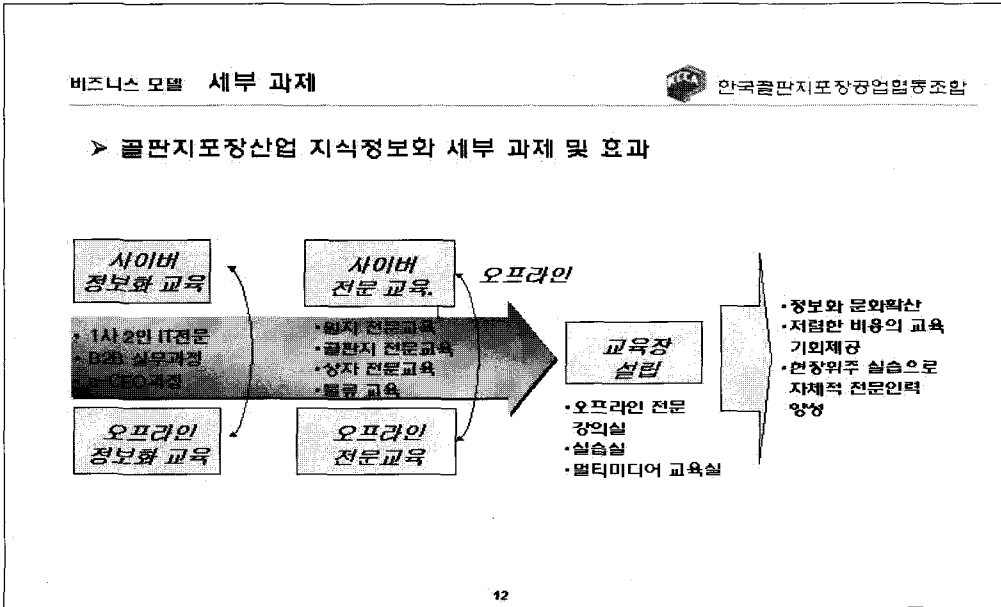 비즈니스 모델 세부 과제
한국골판지포장공업협동조합
➢ 골판지포장산업 지식정보화 세부 과제 및 효과
사이버
정보화 교육
사이버
전문 교육.
오프라인
• 1사 2인 IT전문
• B2B 실무과정
• e-CEO과정
•원지 전문교육
•골판지 전문교육
•상자 전문교육
•물류 교육
오프라인
정보화 교육
오프라인
전문교육
교육장
설립
•오프라인 전문
강의실
•실습실
•멀티미디어 교육실
•정보화 문화확산
•저렴한 비용의 교육
기회제공
•현장위주 실습으로
자체적 전문인력
양성
12